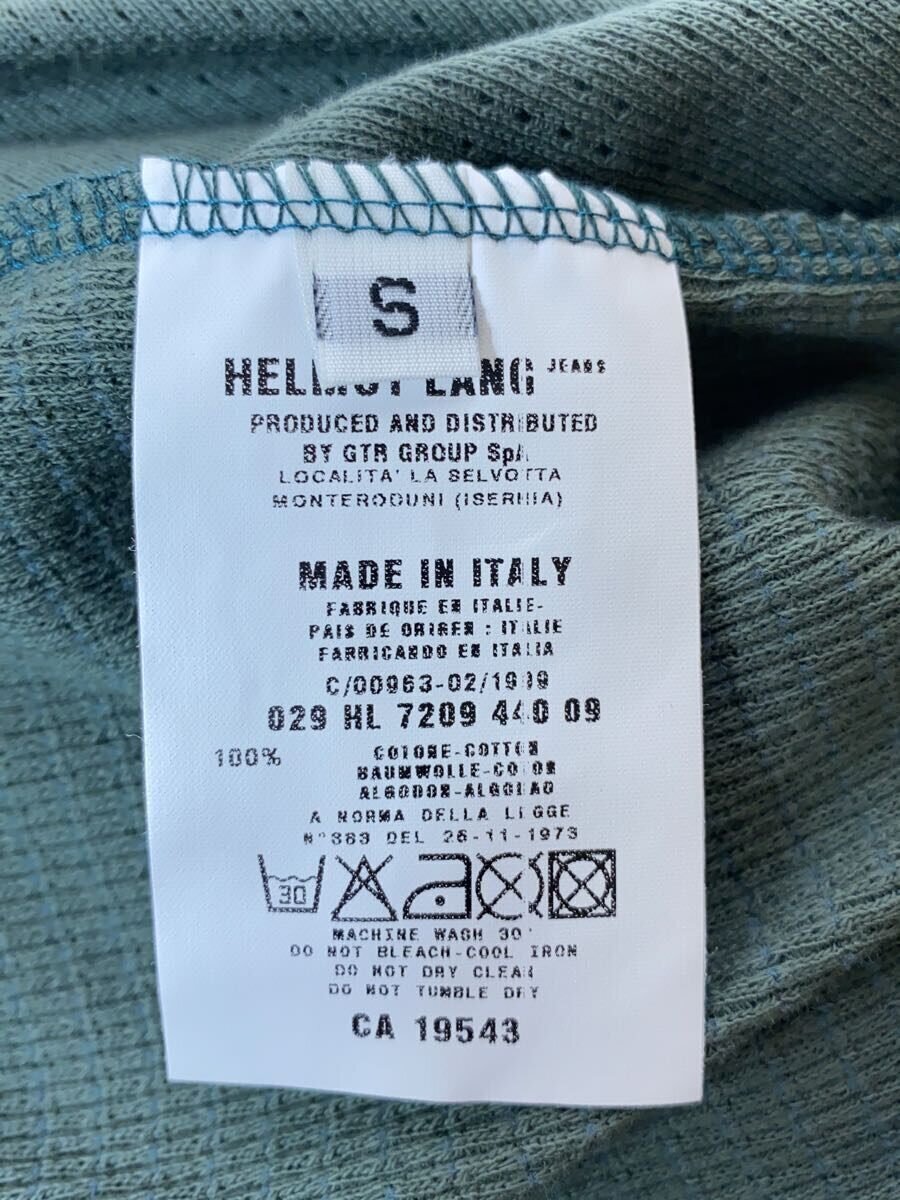 S
HELMUT LANG JEANS
PRODUCED AND DISTRIBUTED
BY GTR GROUP SpA
LOCALITA' LA SELVOTTA
MONTERODUNI (ISERNIA)
MADE IN ITALY
FABRIQUE EN ITALIE-
PAIS DE ORIGEN : ITALIE
FABRICANDO EN ITALIA
C/00963-02/1999
029 HL 7209 440 09
100% COTONE-COTTON
BAUMWOLLE-COTON
ALGODON-ALGODAO
A NORMA DELLA LEGGE
N°883 DEL 26-11-1973
30
MACHINE WASH 30°
DO NOT BLEACH-COOL IRON
DO NOT DRY CLEAN
DO NOT TUMBLE DRY
CA 19543